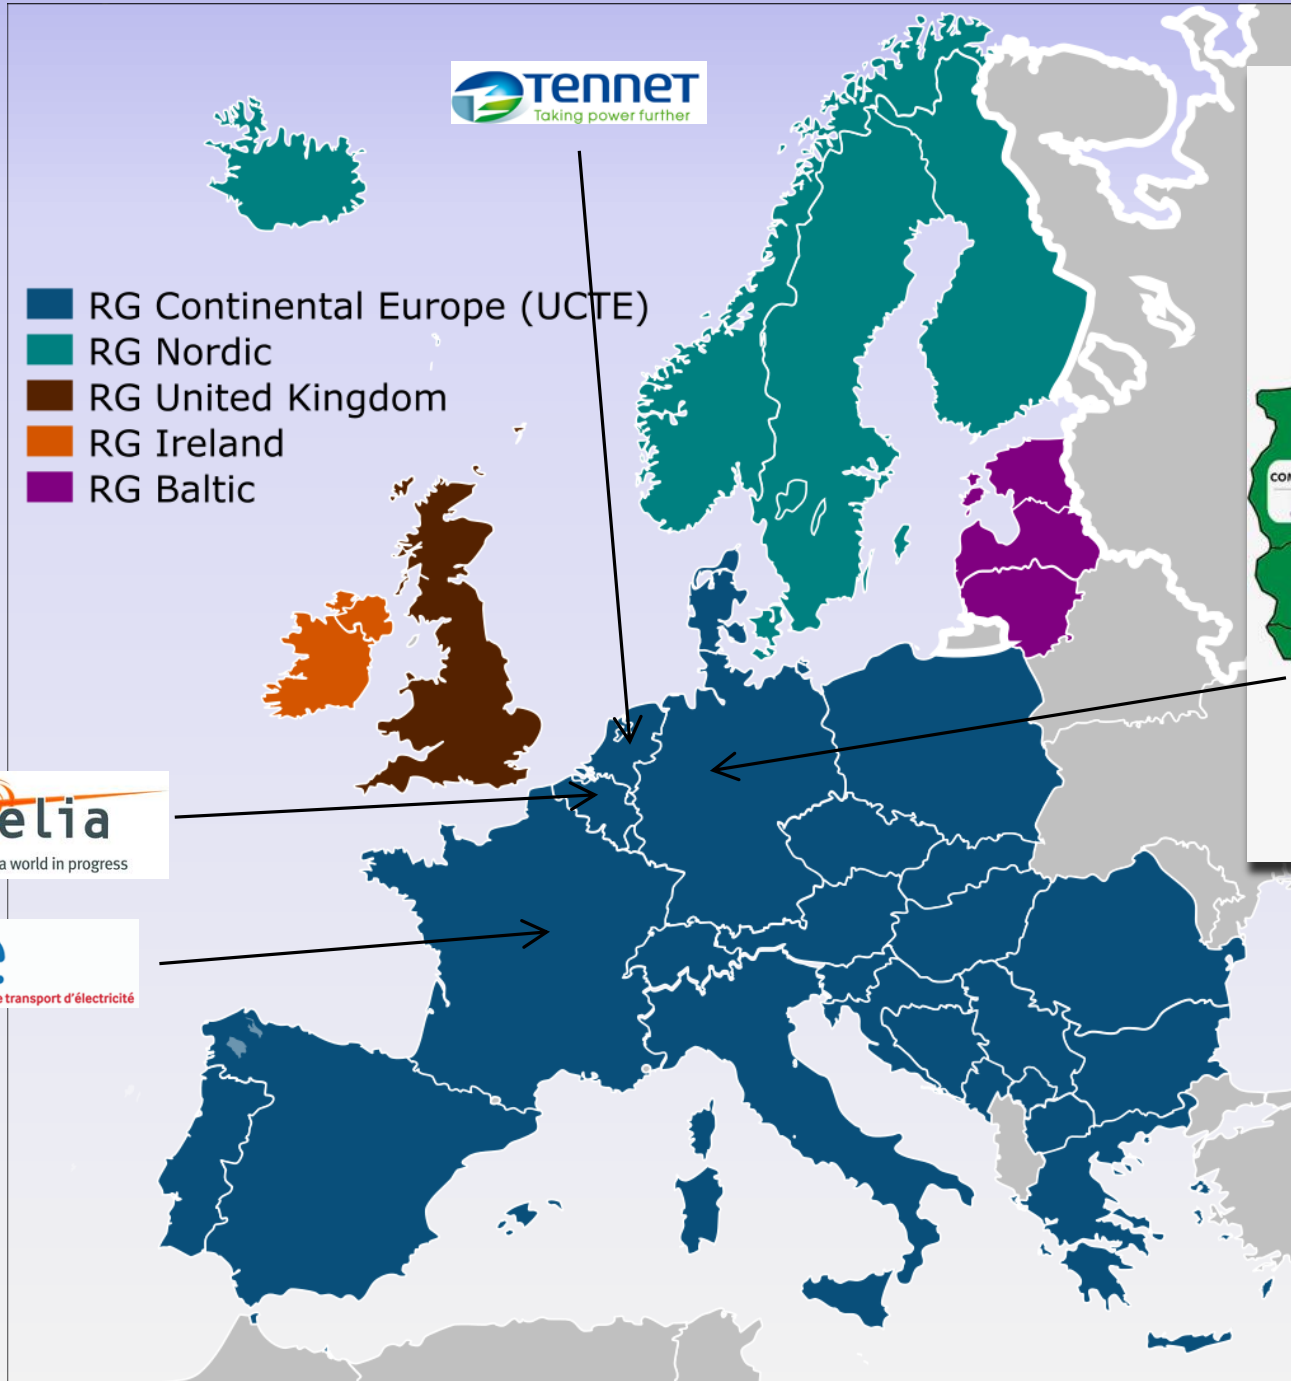 TenneT
Taking power further
RG Continental Europe (UCTE)
RG Nordic
RG United Kingdom
RG Ireland
RG Baltic
elia
a world in progress
transport d'électricité